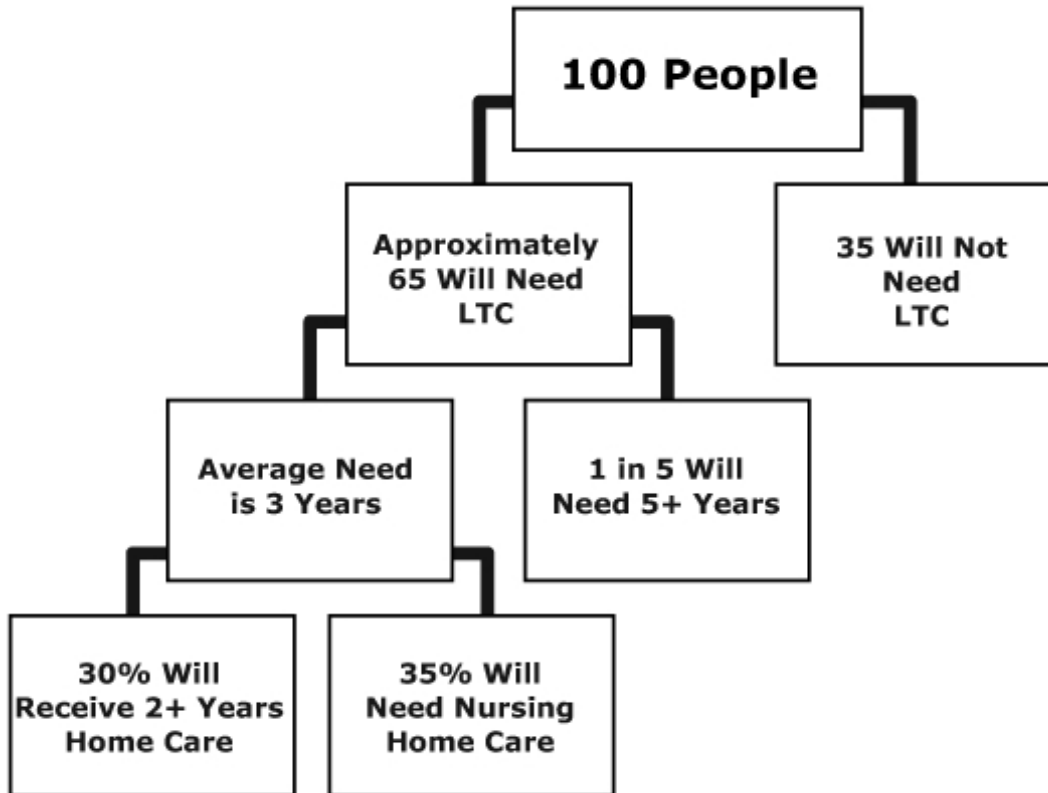 100 People
Approximately
65 Will Need
LTC
35 Will Not
Need
LTC
Average Need
is 3 Years
1 in 5 Will
Need 5+ Years
30% Will
Receive 2+ Years
Home Care
35% Will
Need Nursing
Home Care